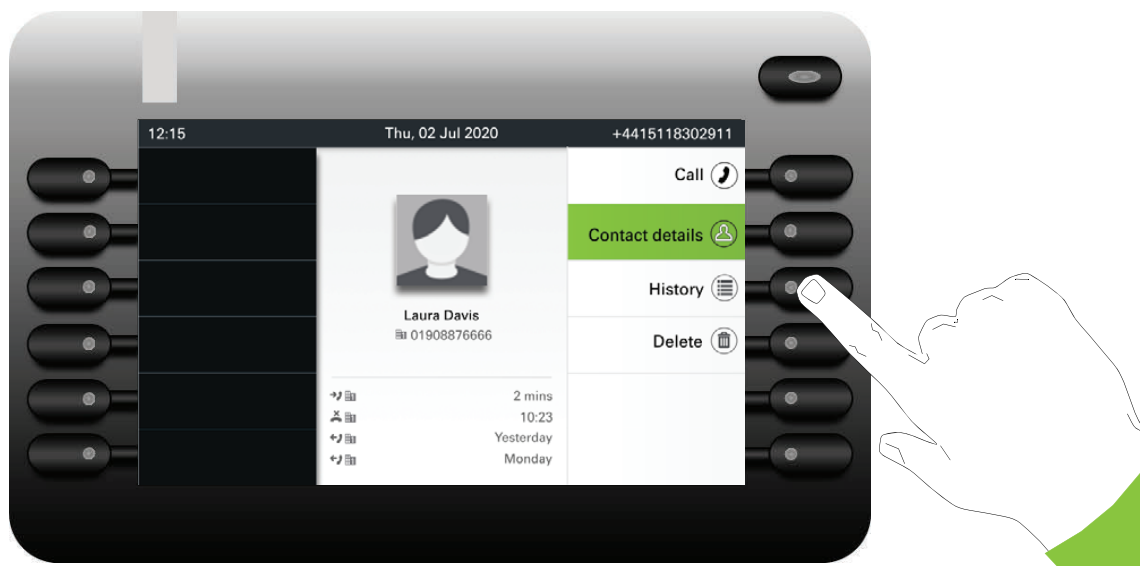 12:15 Thu, 02 Jul 2020 +4415118302911
Call
Contact details
History
Delete
Laura Davis
01908876666
2 mins
10:23
Yesterday
Monday